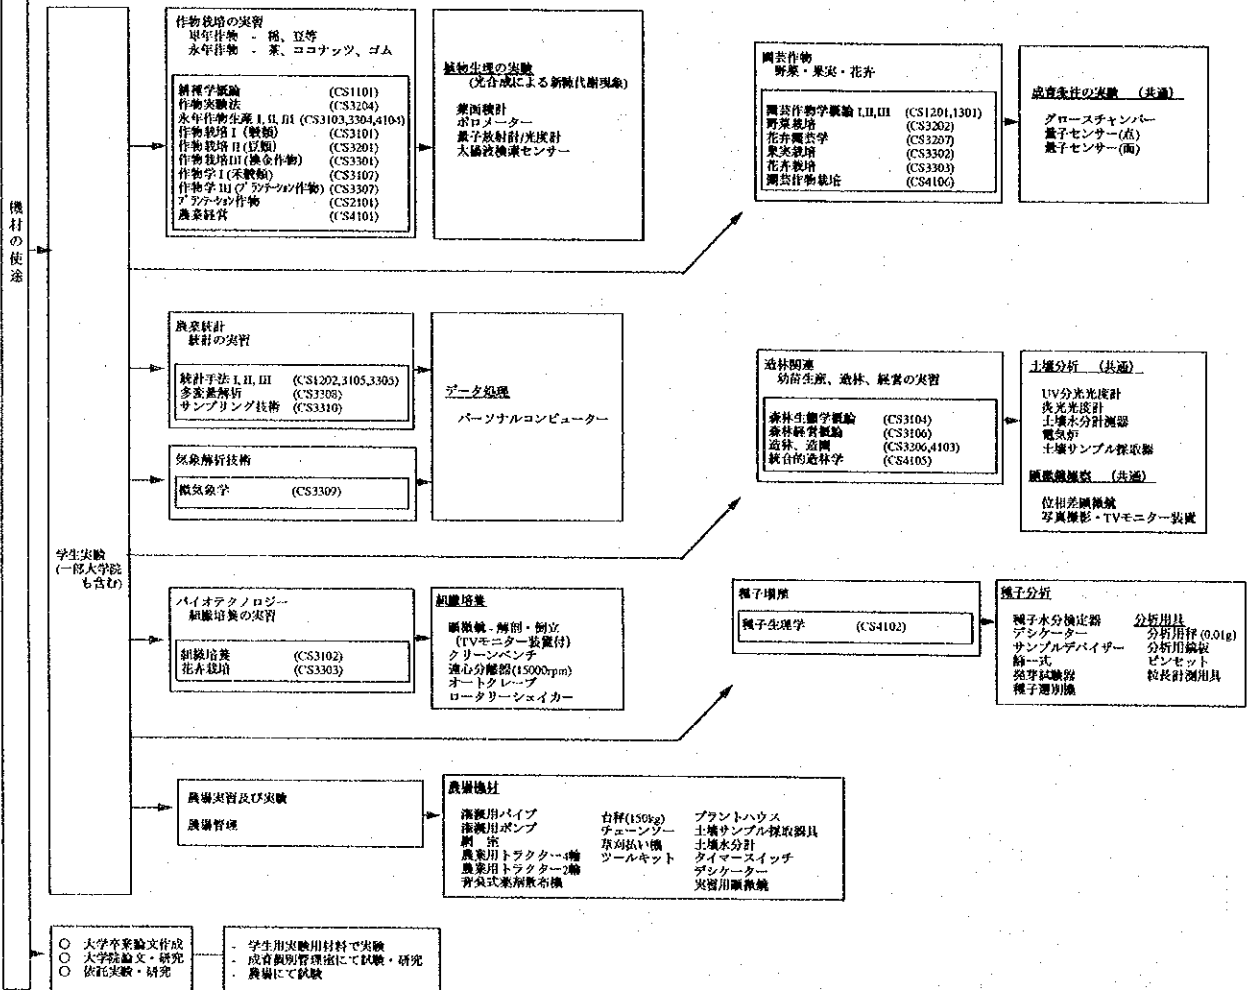 機材の使途
学生実験
(一部大学院
も含む)
作物栽培の実習
単年作物 - 稲、豆等
永年作物 - 茶、ココナッツ、ゴム
耕種学概論 (CS1101)
作物実験法 (CS3204)
永年作物生産 I, II, III (CS3103,3304,4104)
作物栽培 I (穀類) (CS3101)
作物栽培 II (豆類) (CS3201)
作物栽培 III (換金作物) (CS3301)
作物学 I (禾穀類) (CS3107)
作物学 III (プランテーション作物) (CS3307)
プランテーション作物 (CS2101)
農業経営 (CS4101)
植物生理の実験
(光合成による新陳代謝現象)
葉面積計
ポロメーター
量子放射計/光度計
太陽波検索センサー
園芸作物
野菜・果実・花卉
園芸作物学概論 I,II,III (CS1201,1301)
野菜栽培 (CS3202)
花卉園芸学 (CS3207)
果実栽培 (CS3302)
花卉栽培 (CS3303)
園芸作物栽培 (CS4106)
成育条件の実験 (共通)
グロースチャンバー
量子センサー(点)
量子センサー(面)
農業統計
統計の実習
統計手法 I, II, III (CS1202,3105,3305)
多変量解析 (CS3308)
サンプリング技術 (CS3310)
気象解析技術
微気象学 (CS3309)
データ処理
パーソナルコンピューター
造林関連
幼苗生産、造林、経営の実習
森林生態学概論 (CS3104)
森林経営概論 (CS3106)
造林、造園 (CS3206,4103)
統合的造林学 (CS4105)
土壌分析 (共通)
UV分光光度計
炎光光度計
土壌水分計測器
電気炉
土壌サンプル採取器
顕微鏡観察 (共通)
位相差顕微鏡
写真撮影・TVモニター装置
バイオテクノロジー
組織培養の実習
組織培養 (CS3102)
花卉栽培 (CS3303)
組織培養
顕微鏡 - 解剖・倒立
(TVモニター装置付)
クリーンベンチ
遠心分離器(15000rpm)
オートクレーブ
ロータリーシェイカー
種子増殖
種子生理学 (CS4102)
種子分析
種子水分検定器 分析用具
デシケーター 分析用秤 (0.01g)
サンプルデバイザー 分析用鏡板
篩一式 ピンセット
発芽試験器 粒長計測用具
種子選別機
農場実習及び実験
農場管理
農場機材
灌漑用パイプ 台秤(150kg) プラントハウス
灌漑用ポンプ チェーンソー 土壌サンプル採取器具
網 室 草刈払い機 土壌水分計
農業用トラクター4輪 ツールキット タイマースイッチ
農業用トラクター2輪 デシケーター
背負式薬剤散布機 実習用顕微鏡
○ 大学卒業論文作成
○ 大学院論文・研究
○ 依託実験・研究
- 学生用実験用材料で実験
- 成育個別管理室にて試験・研究
- 農場にて試験